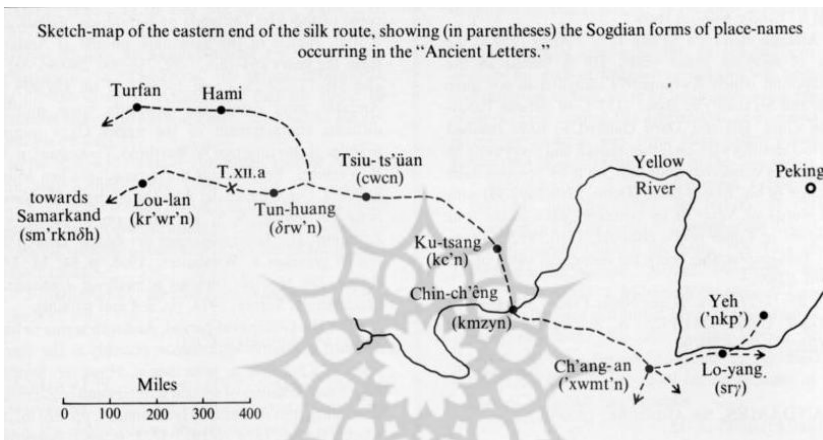 Sketch-map of the eastern end of the silk route, showing (in parentheses) the Sogdian forms of place-names
occurring in the “Ancient Letters.”
Turfan
Hami
T.XII.a
Tsiu-ts'üan
(cwcn)
Yellow
River
Peking
towards
Samarkand
(sm'rknδh)
Lou-lan
(kr'wr'n)
Tun-huang
(δrw'n)
Ku-tsang
(kc'n)
Chin-ch'êng
(kmzyn)
Yeh
('nkp')
Ch'ang-an
('xwmt'n)
Lo-yang
(srγ)
Miles
0 100 200 300 400